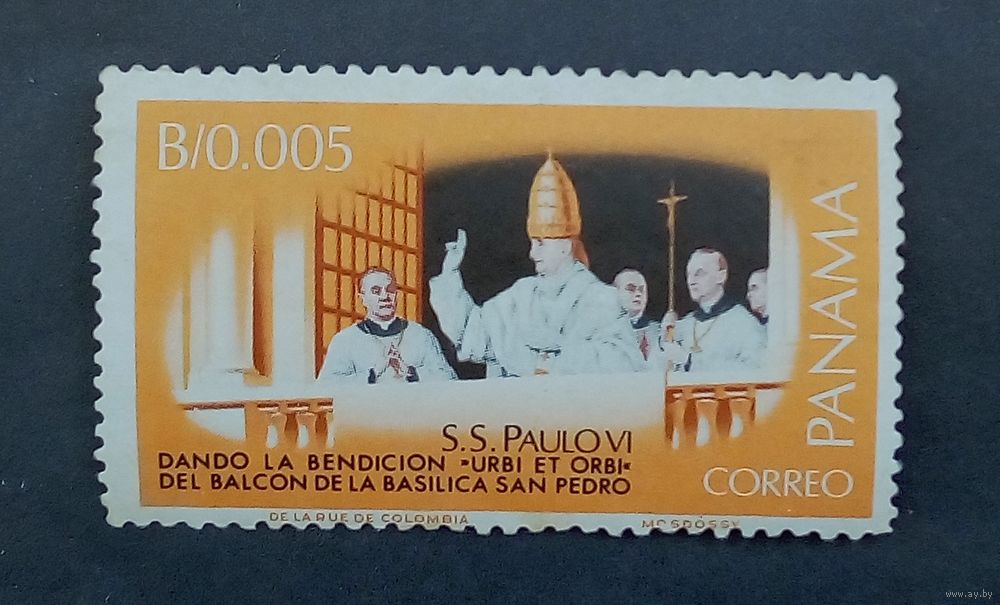 B/0.005
PANAMA
S.S. PAULO VI
DANDO LA BENDICION »URBI ET ORBI«
DEL BALCON DE LA BASILICA SAN PEDRO
CORREO
DE LA RUE DE COLOMBIA
www.ay.by